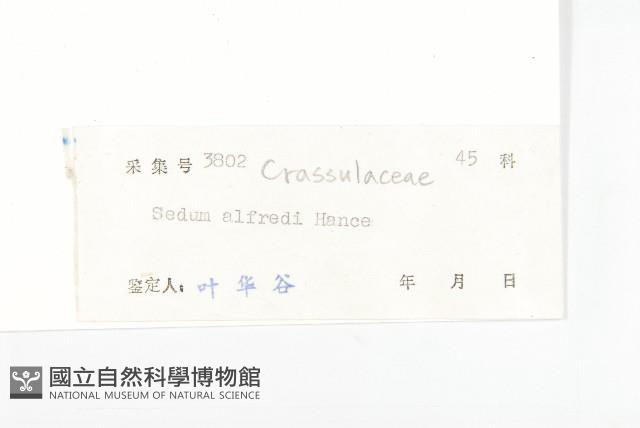 采集号 3802 Crassulaceae 45 科
Sedum alfredi Hance
鉴定人: 叶华谷 年 月 日
國立自然科學博物館
NATIONAL MUSEUM OF NATURAL SCIENCE